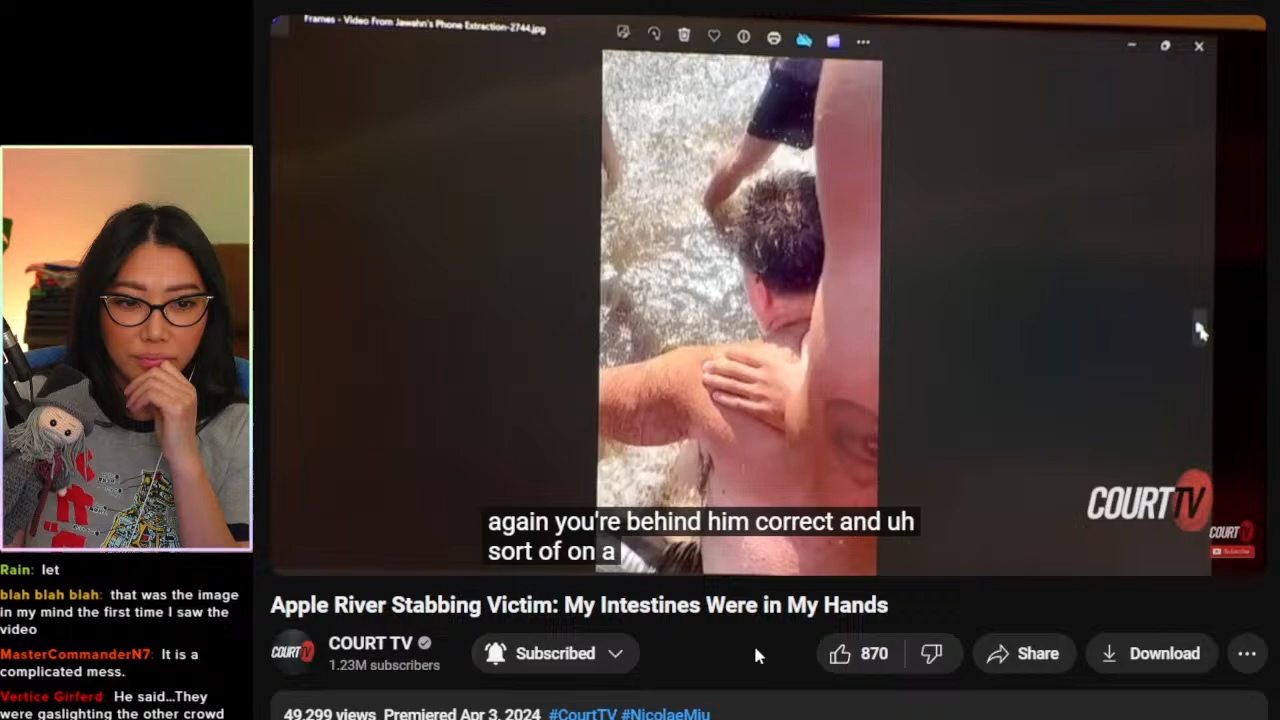 Frames - Video From Jawahn's Phone Extraction-2744.jpg
again you're behind him correct and uh
sort of on a
COURT TV
COURT TV
Subscribe
Apple River Stabbing Victim: My Intestines Were in My Hands
COURT TV
COURT TV
1.23M subscribers
Subscribed
870
Share
Download
49,299 views Premiered Apr 3, 2024 #CourtTV #NicolaeMiu
Rain: let
blah blah blah: that was the image
in my mind the first time I saw the
video
MasterCommanderN7: It is a
complicated mess.
Vertice Girferd: He said...They
were gaslighting the other crowd